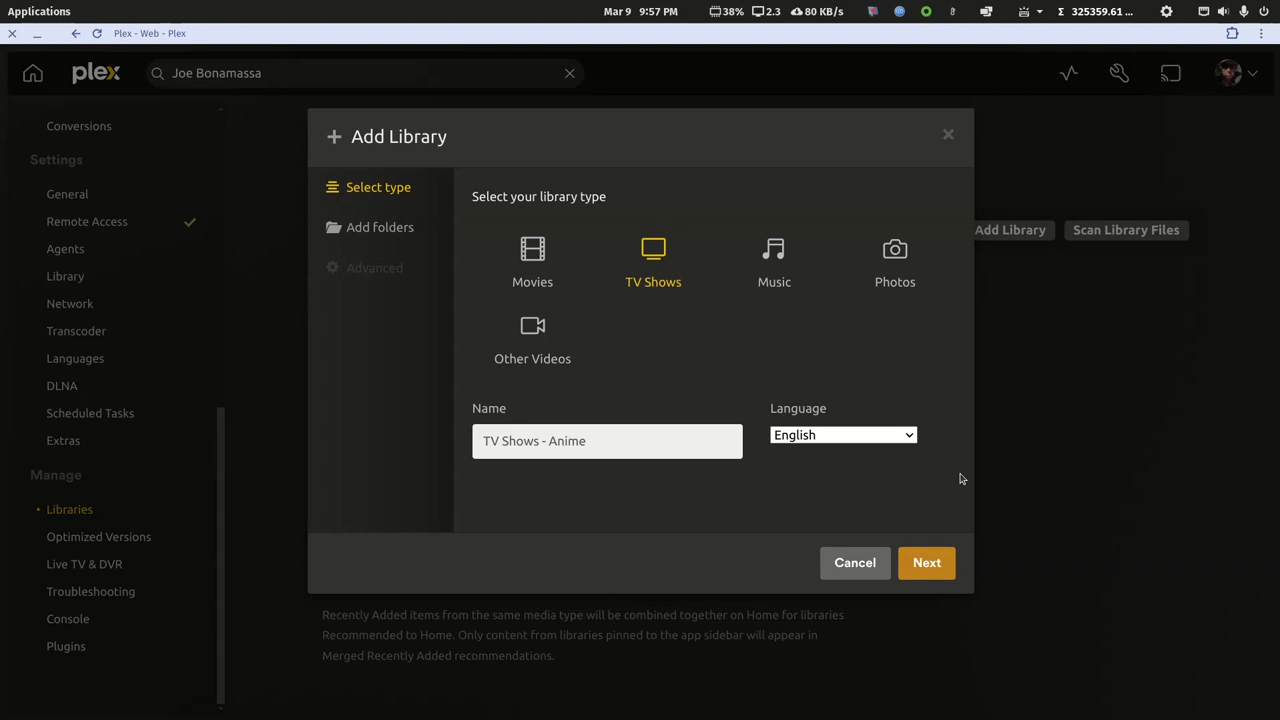 Applications
Mar 9 9:57 PM
38% 2.3 80 KB/s
Σ 325359.61 ...
Plex - Web - Plex
plex
Joe Bonamassa
Conversions
Settings
General
Remote Access
Agents
Library
Network
Transcoder
Languages
DLNA
Scheduled Tasks
Extras
Manage
Libraries
Optimized Versions
Live TV & DVR
Troubleshooting
Console
Plugins
Add Library
Select type
Add folders
Advanced
Select your library type
Movies
TV Shows
Music
Photos
Other Videos
Name
Language
TV Shows - Anime
English
Cancel
Next
Add Library
Scan Library Files
Recently Added items from the same media type will be combined together on Home for libraries
Recommended to Home. Only content from libraries pinned to the app sidebar will appear in
Merged Recently Added recommendations.